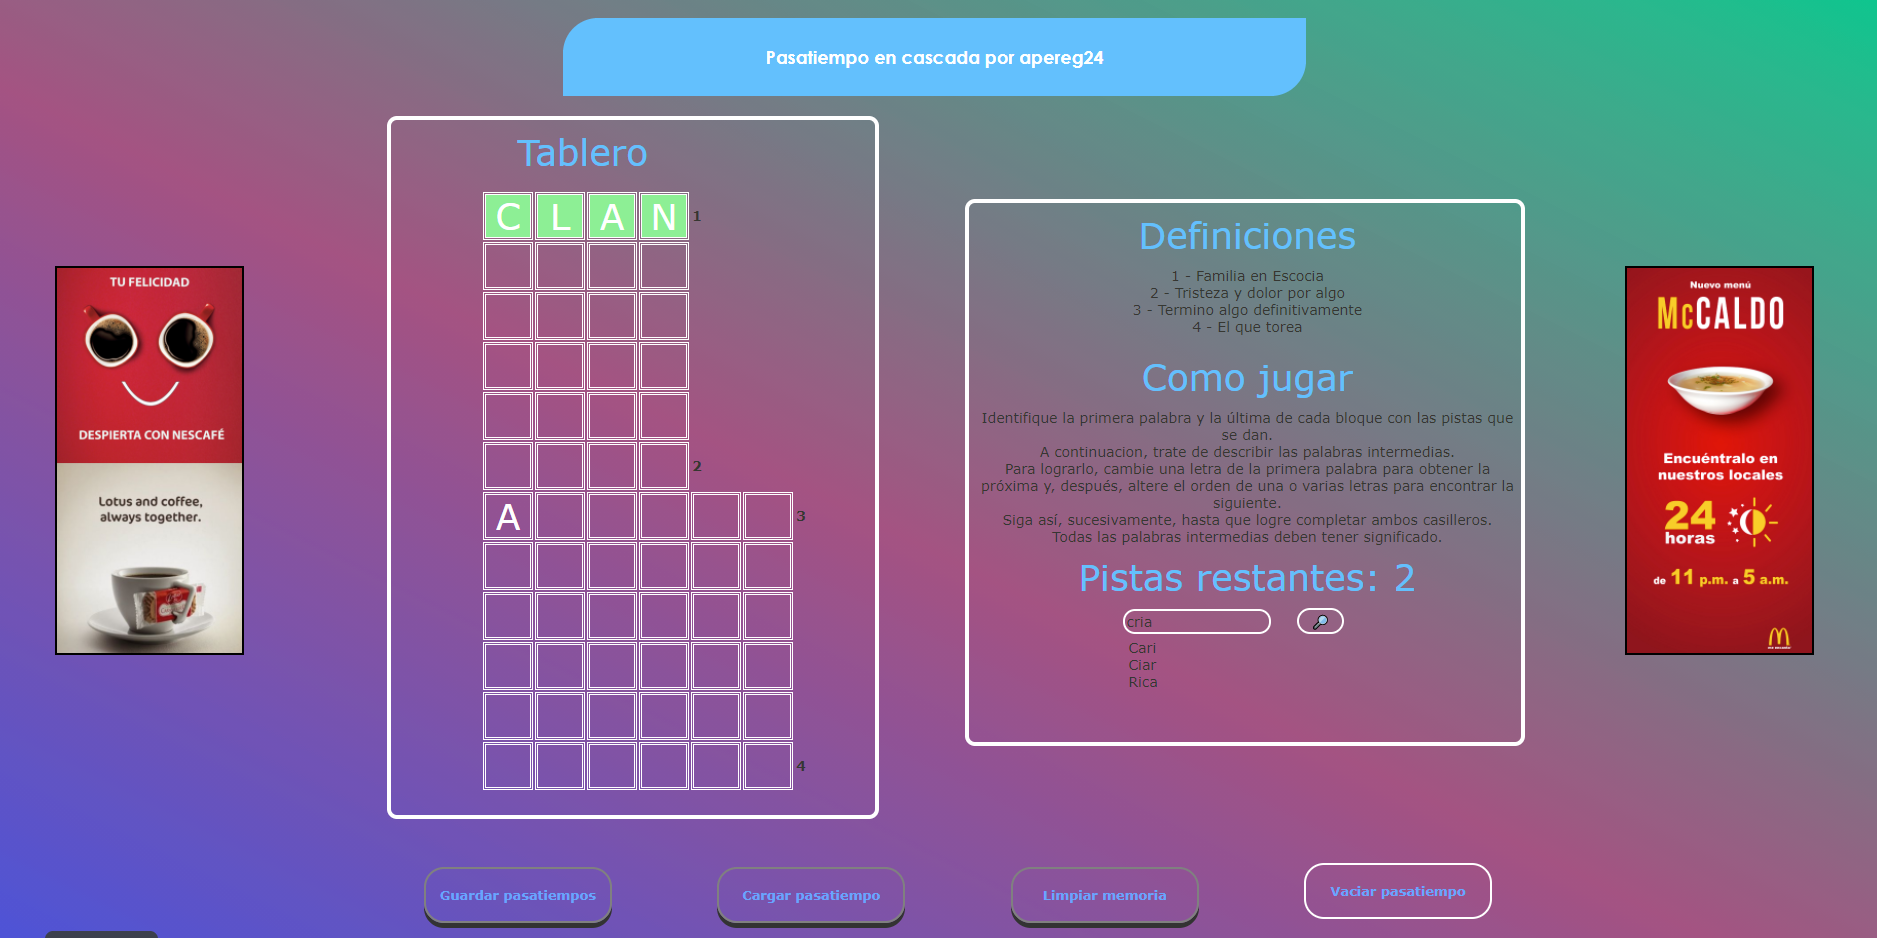 Pasatiempo en cascada por apereg24
TU FELICIDAD
DESPIERTA CON NESCAFÉ
Lotus and coffee,
always together.
Tablero
C L A N 1
2
A 3
4
Definiciones
1 - Familia en Escocia
2 - Tristeza y dolor por algo
3 - Termino algo definitivamente
4 - El que torea
Como jugar
Identifique la primera palabra y la última de cada bloque con las pistas que
se dan.
A continuacion, trate de describir las palabras intermedias.
Para lograrlo, cambie una letra de la primera palabra para obtener la
próxima y, después, altere el orden de una o varias letras para encontrar la
siguiente.
Siga así, sucesivamente, hasta que logre completar ambos casilleros.
Todas las palabras intermedias deben tener significado.
Pistas restantes: 2
cria
Cari
Ciar
Rica
Nuevo menú
McCALDO
Encuéntralo en
nuestros locales
24
horas
de 11 p.m. a 5 a.m.
Guardar pasatiempos
Cargar pasatiempo
Limpiar memoria
Vaciar pasatiempo